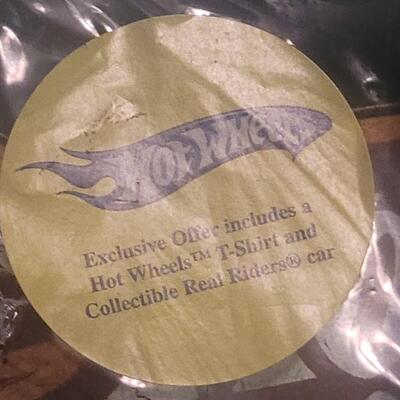 Hot Wheels
Exclusive Offer includes a
Hot Wheels™ T-Shirt and
Collectible Real Riders® car